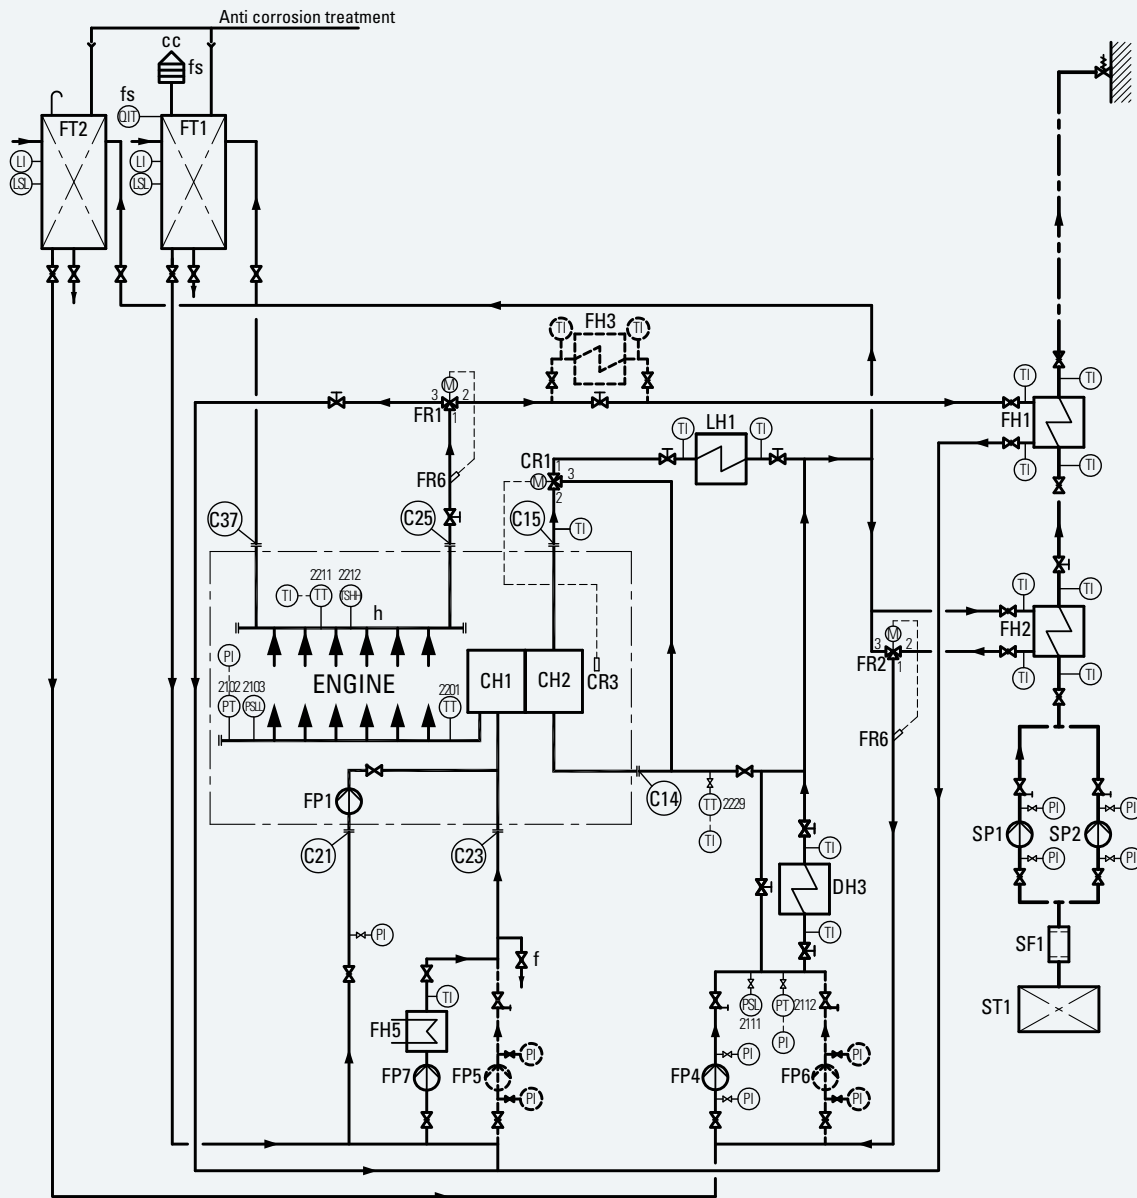 Anti corrosion treatment
cc
fs
fs
QIT
FT2
FT1
LI
LI
LSL
LSL
TI
FH3
TI
M
3
2
FR1
1
TI
TI
FH1
TI
TI
TI
LH1
TI
CR1
1
M
3
2
FR6
C37
C25
C15
TI
2211
2212
TI
TT
TSHH
h
TI
TI
FH2
TI
TI
M
3
2
FR2
1
PI
ENGINE
CH1
CH2
CR3
2102
2103
2201
PT
PSLL
TT
FR6
FP1
C14
TT
2229
TI
C21
C23
TI
DH3
TI
PI
PI
SP1
SP2
PI
PI
PI
f
SF1
TI
FH5
PSL
2111
PT
2112
PI
ST1
FP7
FP5
PI
PI
FP4
PI
PI
FP6
PI
PI